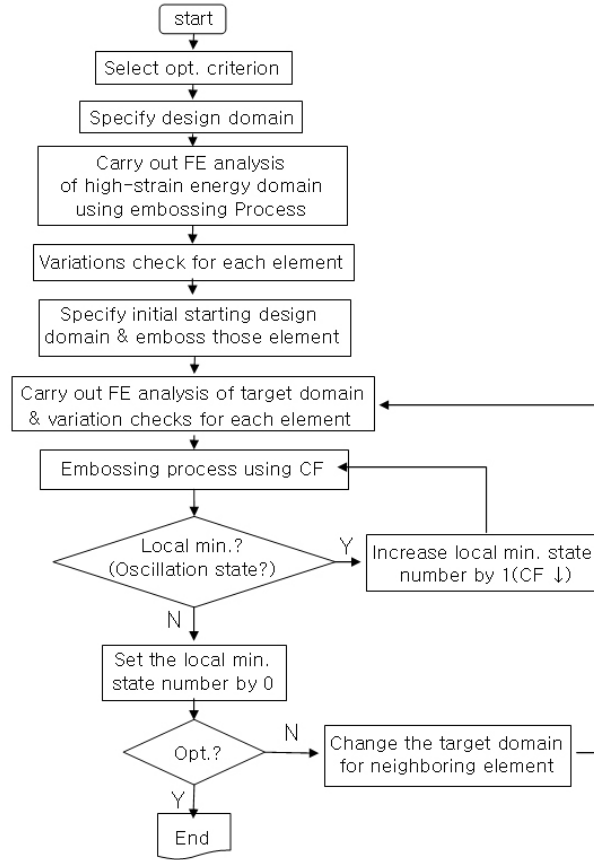 start
Select opt. criterion
Specify design domain
Carry out FE analysis
of high-strain energy domain
using embossing Process
Variations check for each element
Specify initial starting design
domain & emboss those element
Carry out FE analysis of target domain
& variation checks for each element
Embossing process using CF
Local min.?
(Oscillation state?)
Y
Increase local min. state
number by 1(CF ↓)
N
Set the local min.
state number by 0
Opt.?
N
Change the target domain
for neighboring element
Y
End